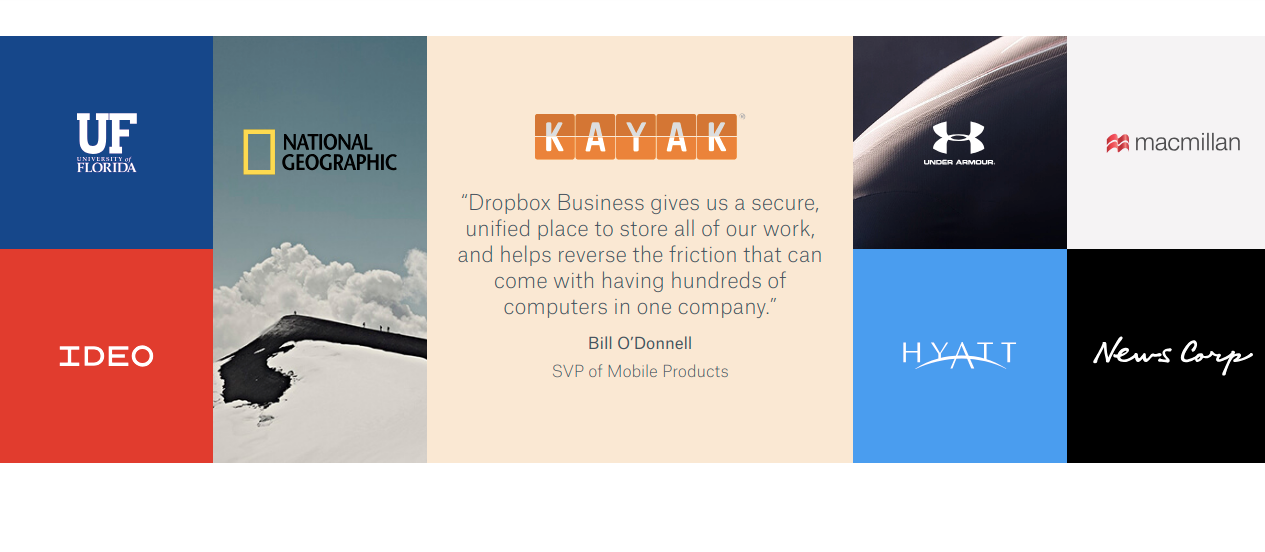 UF
UNIVERSITY of
FLORIDA
NATIONAL
GEOGRAPHIC
KAYAK®
“Dropbox Business gives us a secure,
unified place to store all of our work,
and helps reverse the friction that can
come with having hundreds of
computers in one company.”
Bill O’Donnell
SVP of Mobile Products
UNDER ARMOUR.
macmillan
IDEO
HYATT
News Corp